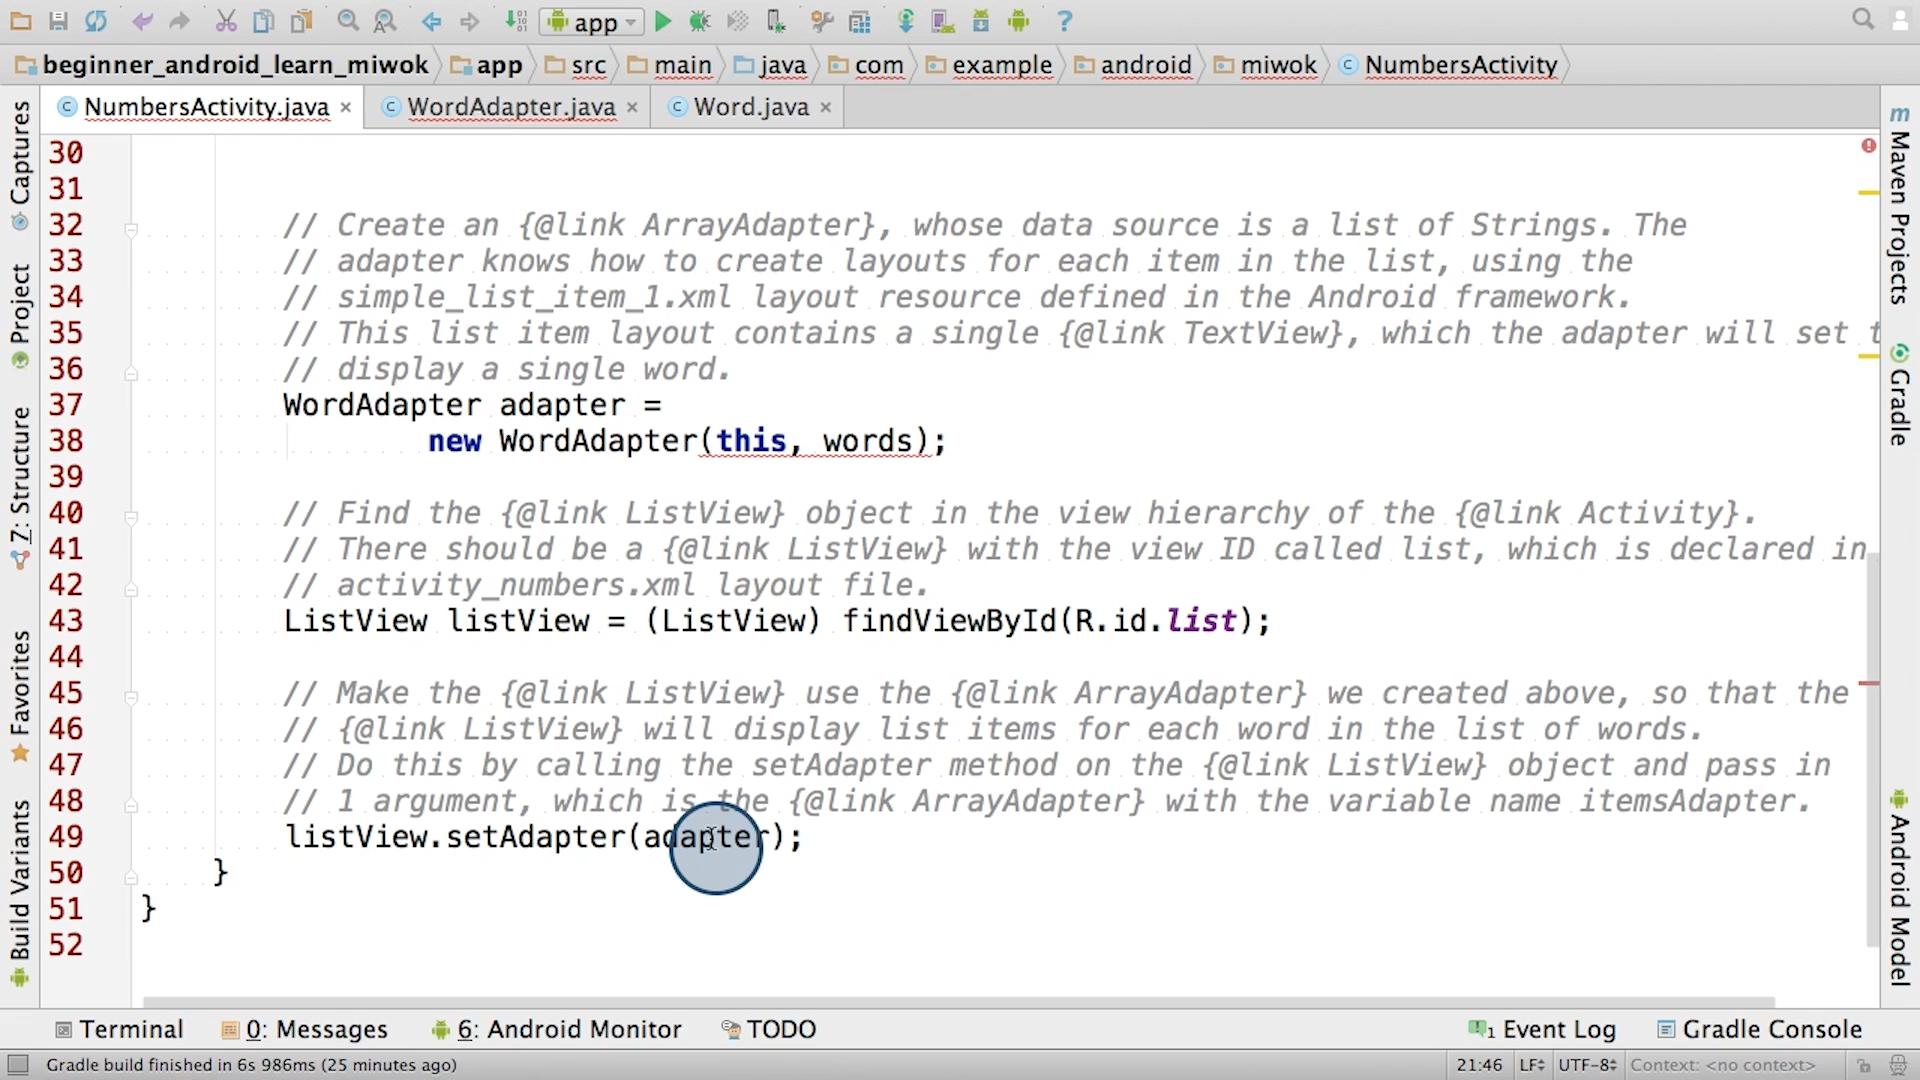 app
beginner_android_learn_miwok app src main java com example android miwok NumbersActivity
NumbersActivity.java WordAdapter.java Word.java
30
31
32 // Create an {@link ArrayAdapter}, whose data source is a list of Strings. The
33 // adapter knows how to create layouts for each item in the list, using the
34 // simple_list_item_1.xml layout resource defined in the Android framework.
35 // This list item layout contains a single {@link TextView}, which the adapter will set t
36 // display a single word.
37 WordAdapter adapter =
38 new WordAdapter(this, words);
39
40 // Find the {@link ListView} object in the view hierarchy of the {@link Activity}.
41 // There should be a {@link ListView} with the view ID called list, which is declared in
42 // activity_numbers.xml layout file.
43 ListView listView = (ListView) findViewById(R.id.list);
44
45 // Make the {@link ListView} use the {@link ArrayAdapter} we created above, so that the
46 // {@link ListView} will display list items for each word in the list of words.
47 // Do this by calling the setAdapter method on the {@link ListView} object and pass in
48 // 1 argument, which is the {@link ArrayAdapter} with the variable name itemsAdapter.
49 listView.setAdapter(adapter);
50 }
51 }
52
Captures
Project
7: Structure
Favorites
Build Variants
Maven Projects
Gradle
Android Model
Terminal 0: Messages 6: Android Monitor TODO 1 Event Log Gradle Console
Gradle build finished in 6s 986ms (25 minutes ago) 21:46 LF UTF-8 Context: <no context>